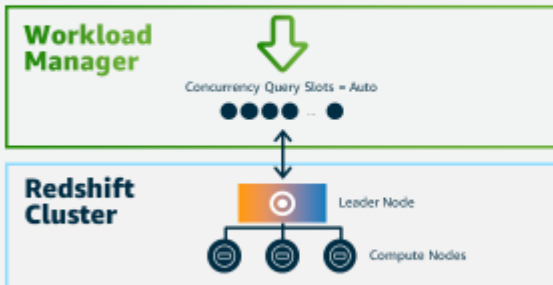 Workload
Manager
Concurrency Query Slots = Auto
...
Redshift
Cluster
Leader Node
Compute Nodes